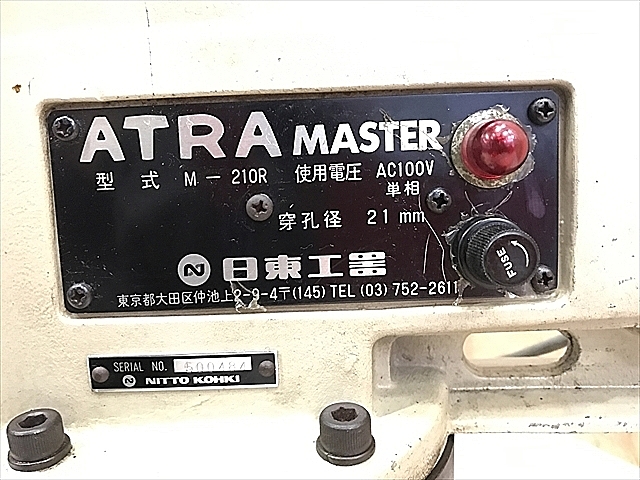 ATRA MASTER
型式 M-210R 使用電圧 AC100V
単相
穿孔径 21mm
FUSE
N 日東工器
東京都大田区仲池上2-9-4〒(145) TEL (03) 752-2611
SERIAL NO.
N NITTO KOHKI